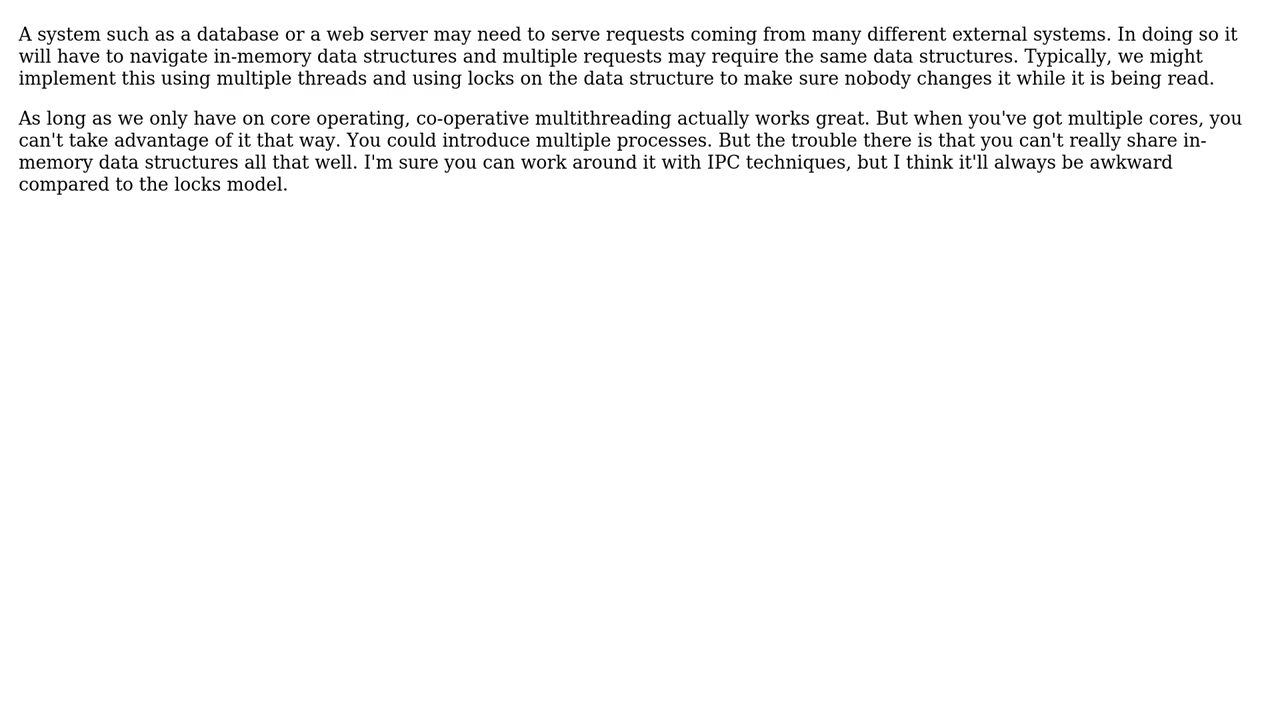 A system such as a database or a web server may need to serve requests coming from many different external systems. In doing so it
will have to navigate in-memory data structures and multiple requests may require the same data structures. Typically, we might
implement this using multiple threads and using locks on the data structure to make sure nobody changes it while it is being read.
As long as we only have on core operating, co-operative multithreading actually works great. But when you've got multiple cores, you
can't take advantage of it that way. You could introduce multiple processes. But the trouble there is that you can't really share in-
memory data structures all that well. I'm sure you can work around it with IPC techniques, but I think it'll always be awkward
compared to the locks model.